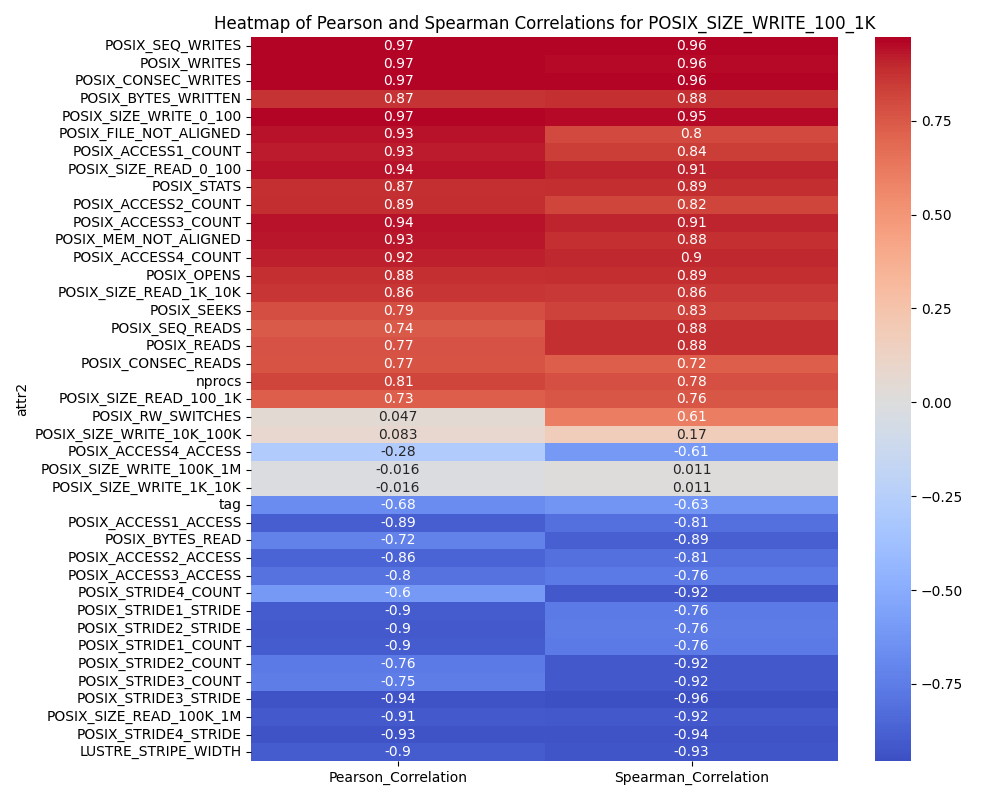 Heatmap of Pearson and Spearman Correlations for POSIX_SIZE_WRITE_100_1K
POSIX_SEQ_WRITES 0.97 0.96
POSIX_WRITES 0.97 0.96
POSIX_CONSEC_WRITES 0.97 0.96
POSIX_BYTES_WRITTEN 0.87 0.88
POSIX_SIZE_WRITE_0_100 0.97 0.95
POSIX_FILE_NOT_ALIGNED 0.93 0.8
POSIX_ACCESS1_COUNT 0.93 0.84
POSIX_SIZE_READ_0_100 0.94 0.91
POSIX_STATS 0.87 0.89
POSIX_ACCESS2_COUNT 0.89 0.82
POSIX_ACCESS3_COUNT 0.94 0.91
POSIX_MEM_NOT_ALIGNED 0.93 0.88
POSIX_ACCESS4_COUNT 0.92 0.9
POSIX_OPENS 0.88 0.89
POSIX_SIZE_READ_1K_10K 0.86 0.86
POSIX_SEEKS 0.79 0.83
POSIX_SEQ_READS 0.74 0.88
POSIX_READS 0.77 0.88
POSIX_CONSEC_READS 0.77 0.72
nprocs 0.81 0.78
POSIX_SIZE_READ_100_1K 0.73 0.76
POSIX_RW_SWITCHES 0.047 0.61
POSIX_SIZE_WRITE_10K_100K 0.083 0.17
POSIX_ACCESS4_ACCESS -0.28 -0.61
POSIX_SIZE_WRITE_100K_1M -0.016 0.011
POSIX_SIZE_WRITE_1K_10K -0.016 0.011
tag -0.68 -0.63
POSIX_ACCESS1_ACCESS -0.89 -0.81
POSIX_BYTES_READ -0.72 -0.89
POSIX_ACCESS2_ACCESS -0.86 -0.81
POSIX_ACCESS3_ACCESS -0.8 -0.76
POSIX_STRIDE4_COUNT -0.6 -0.92
POSIX_STRIDE1_STRIDE -0.9 -0.76
POSIX_STRIDE2_STRIDE -0.9 -0.76
POSIX_STRIDE1_COUNT -0.9 -0.76
POSIX_STRIDE2_COUNT -0.76 -0.92
POSIX_STRIDE3_COUNT -0.75 -0.92
POSIX_STRIDE3_STRIDE -0.94 -0.96
POSIX_SIZE_READ_100K_1M -0.91 -0.92
POSIX_STRIDE4_STRIDE -0.93 -0.94
LUSTRE_STRIPE_WIDTH -0.9 -0.93
Pearson_Correlation Spearman_Correlation
attr2
0.75
0.50
0.25
0.00
-0.25
-0.50
-0.75